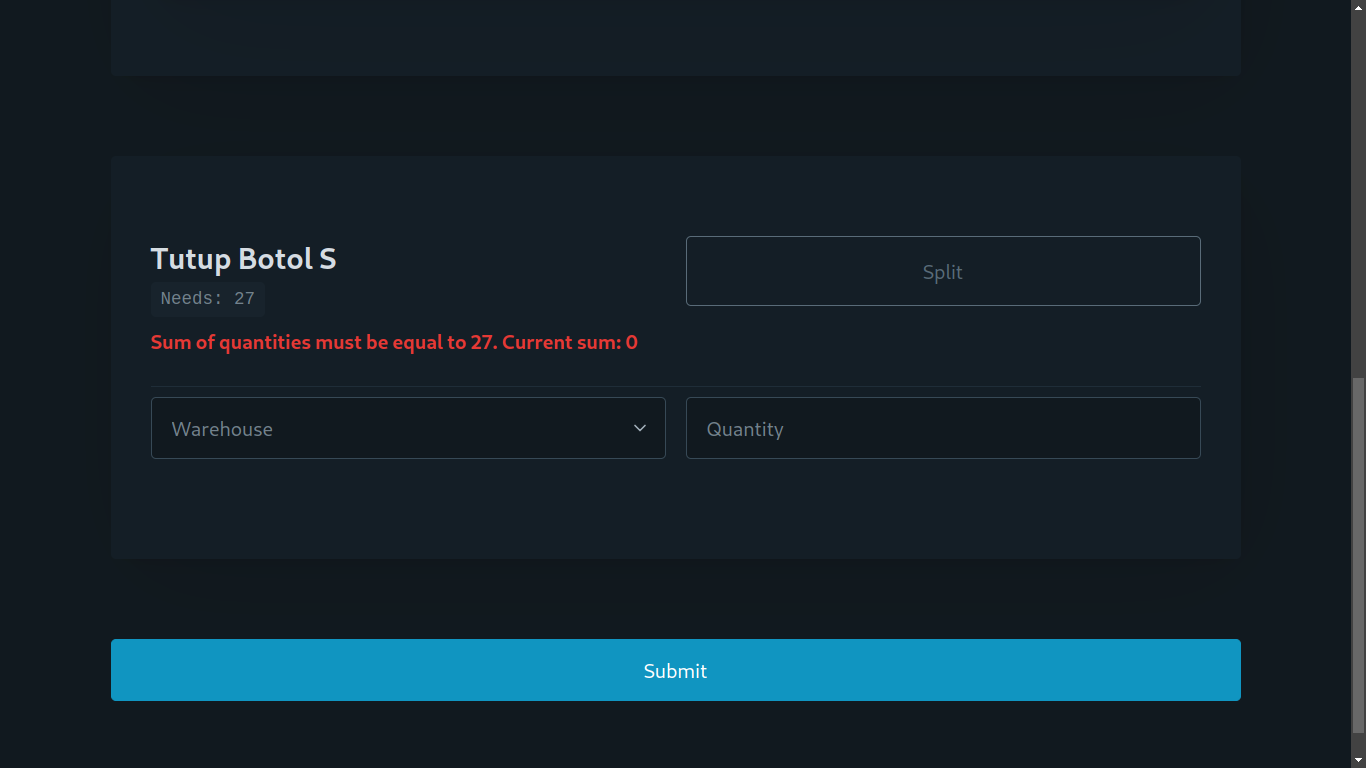 Tutup Botol S
Split
Needs: 27
Sum of quantities must be equal to 27. Current sum: 0
Warehouse
Quantity
Submit